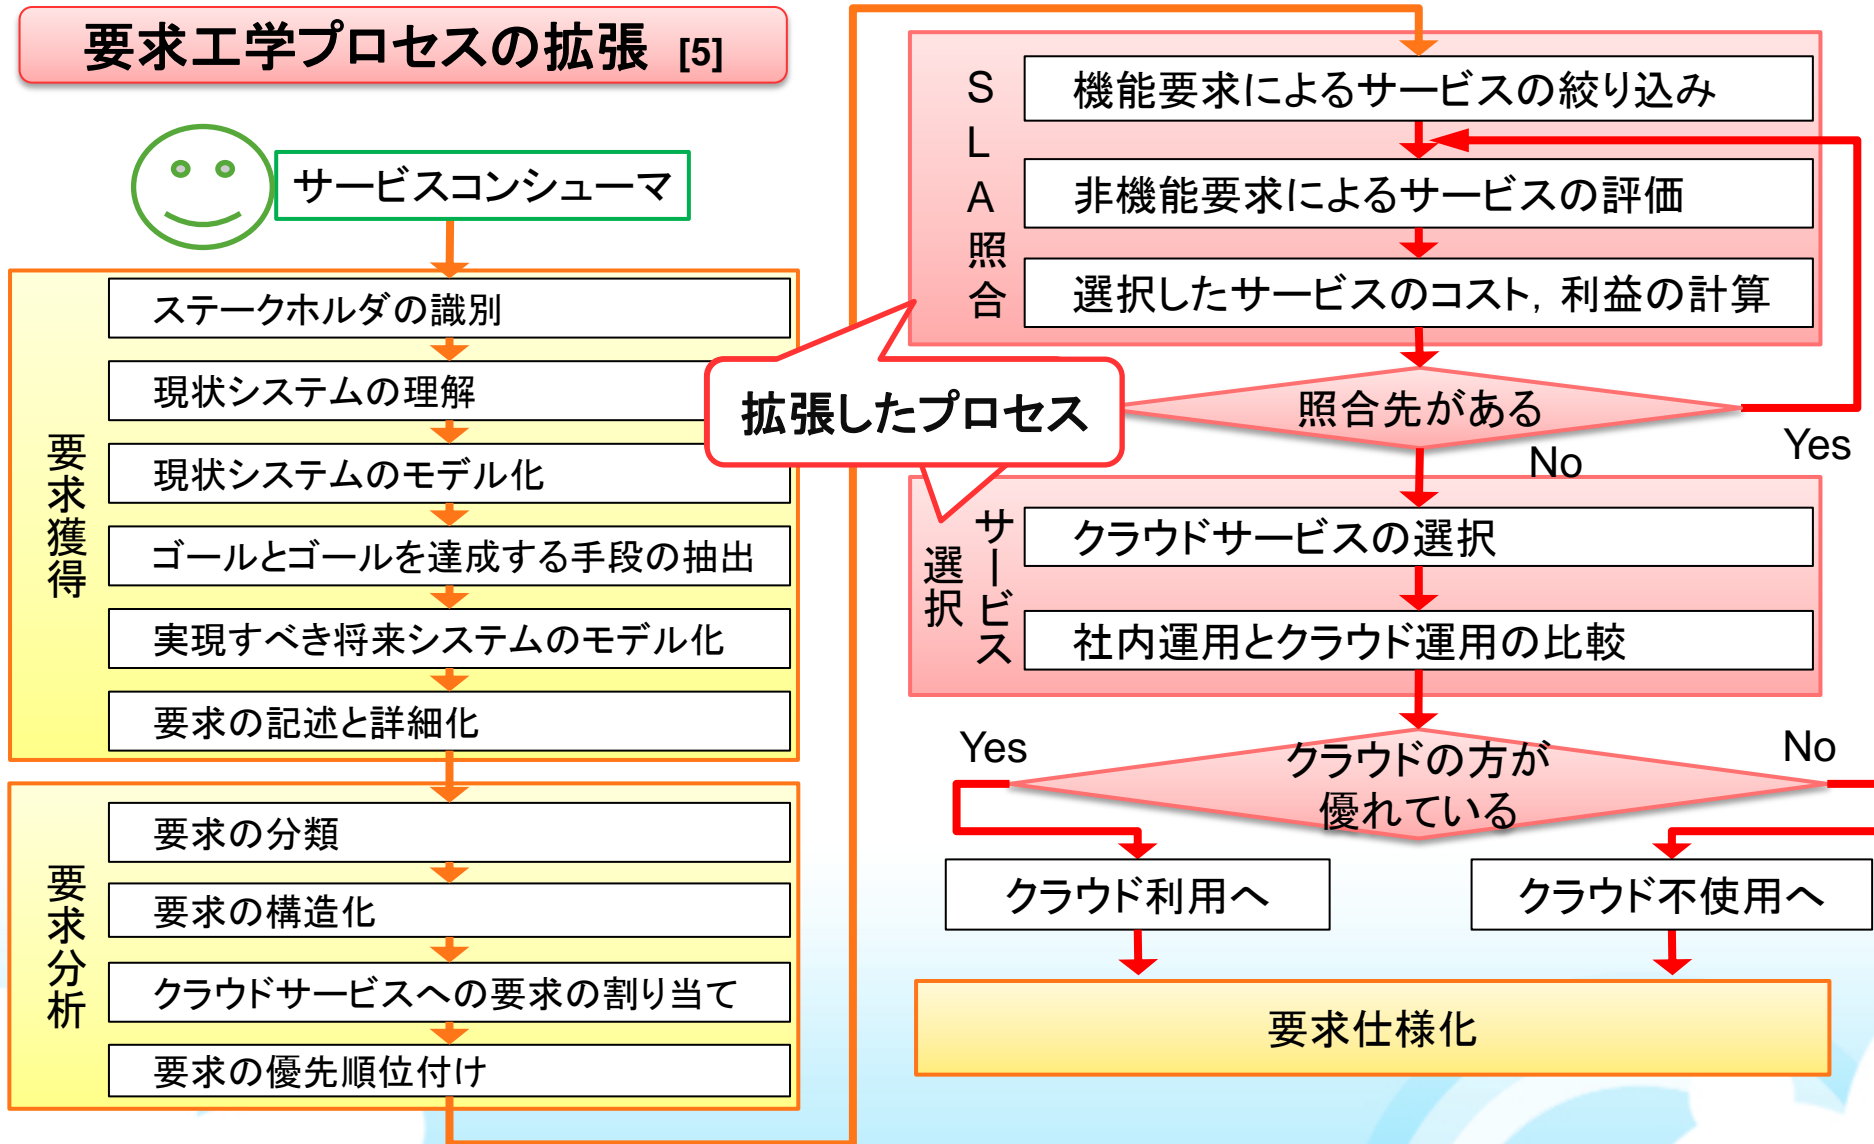 要求工学プロセスの拡張 [5]
サービスコンシューマ
要求獲得
ステークホルダの識別
現状システムの理解
現状システムのモデル化
ゴールとゴールを達成する手段の抽出
実現すべき将来システムのモデル化
要求の記述と詳細化
要求分析
要求の分類
要求の構造化
クラウドサービスへの要求の割り当て
要求の優先順位付け
拡張したプロセス
SLA照合
機能要求によるサービスの絞り込み
非機能要求によるサービスの評価
選択したサービスのコスト，利益の計算
照合先がある
Yes
No
サービス
選択
クラウドサービスの選択
社内運用とクラウド運用の比較
Yes
クラウドの方が
優れている
No
クラウド利用へ
クラウド不使用へ
要求仕様化